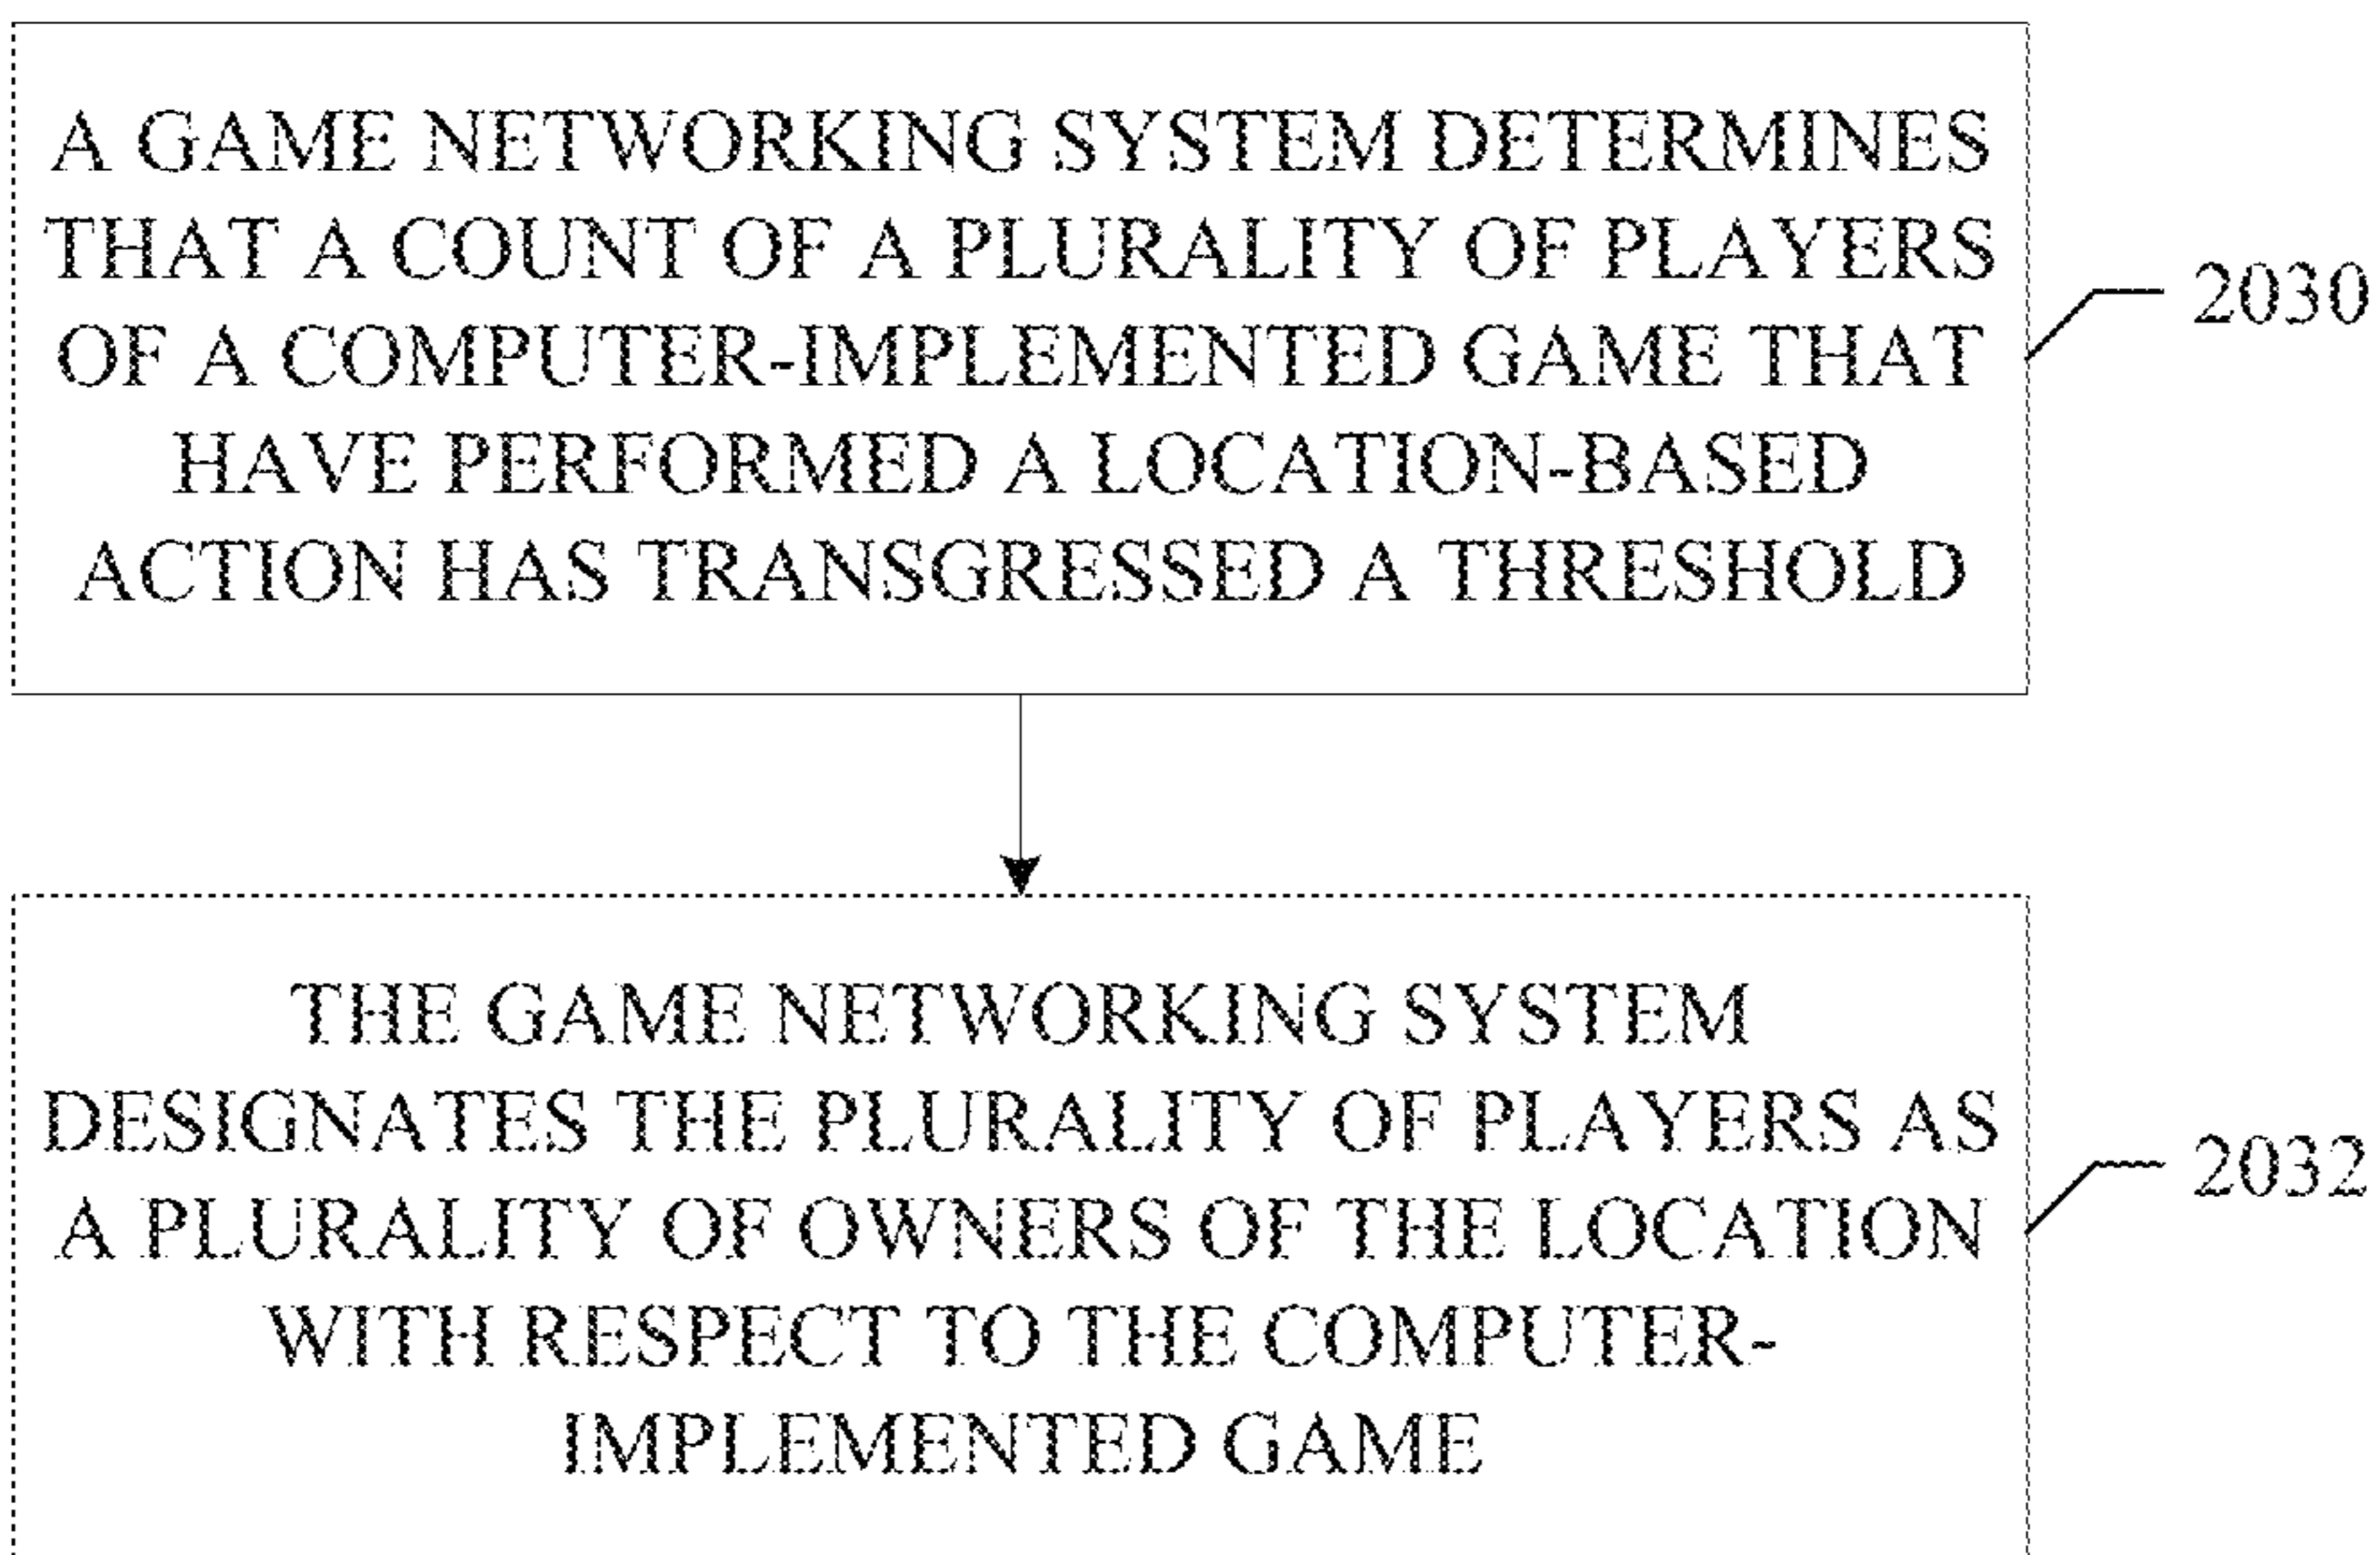 A GAME NETWORKING SYSTEM DETERMINES
THAT A COUNT OF A PLURALITY OF PLAYERS
OF A COMPUTER-IMPLEMENTED GAME THAT
HAVE PERFORMED A LOCATION-BASED
ACTION HAS TRANSGRESSED A THRESHOLD
2030
THE GAME NETWORKING SYSTEM
DESIGNATES THE PLURALITY OF PLAYERS AS
A PLURALITY OF OWNERS OF THE LOCATION
WITH RESPECT TO THE COMPUTER-
IMPLEMENTED GAME
2032